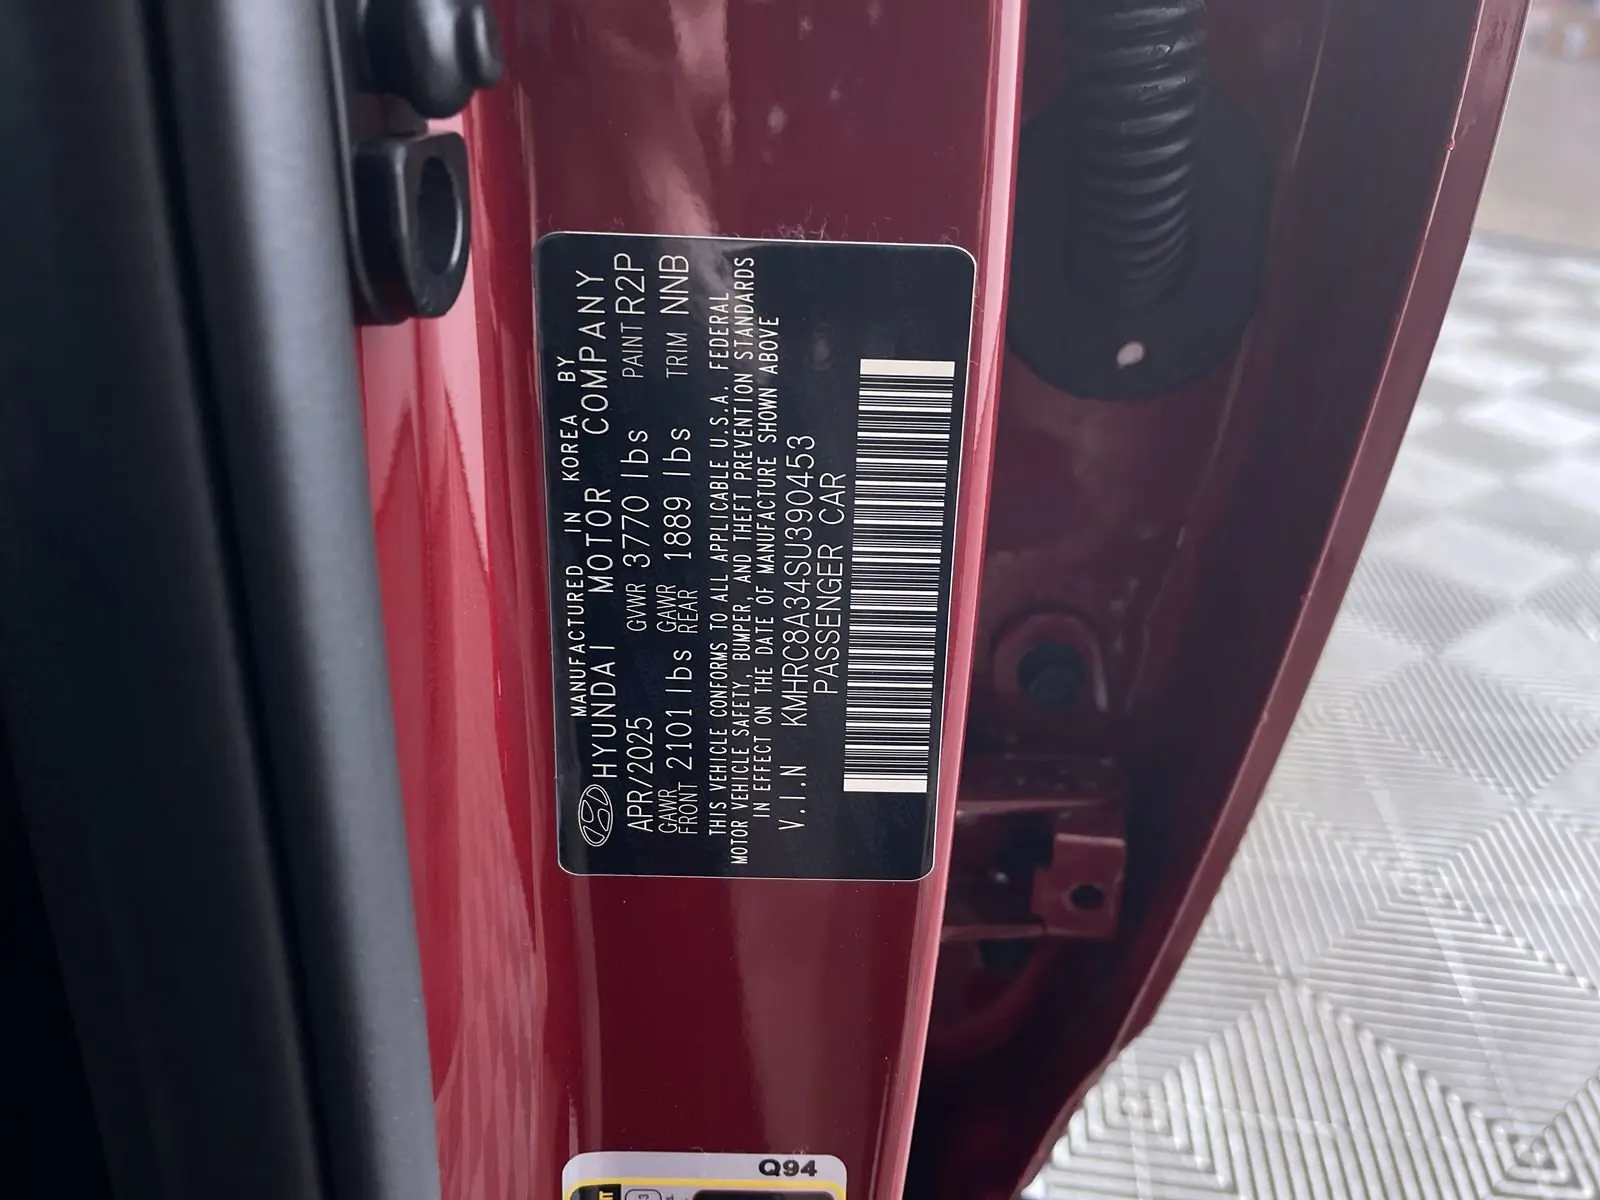 MANUFACTURED IN KOREA BY
HYUNDAI MOTOR COMPANY
APR/2025 GVWR 3770 lbs PAINT R2P
GAWR FRONT 2101 lbs GAWR REAR 1889 lbs TRIM NNB
THIS VEHICLE CONFORMS TO ALL APPLICABLE U.S.A. FEDERAL
MOTOR VEHICLE SAFETY, BUMPER, AND THEFT PREVENTION STANDARDS
IN EFFECT ON THE DATE OF MANUFACTURE SHOWN ABOVE
V.I.N KMHRC8A34SU390453
PASSENGER CAR
Q94